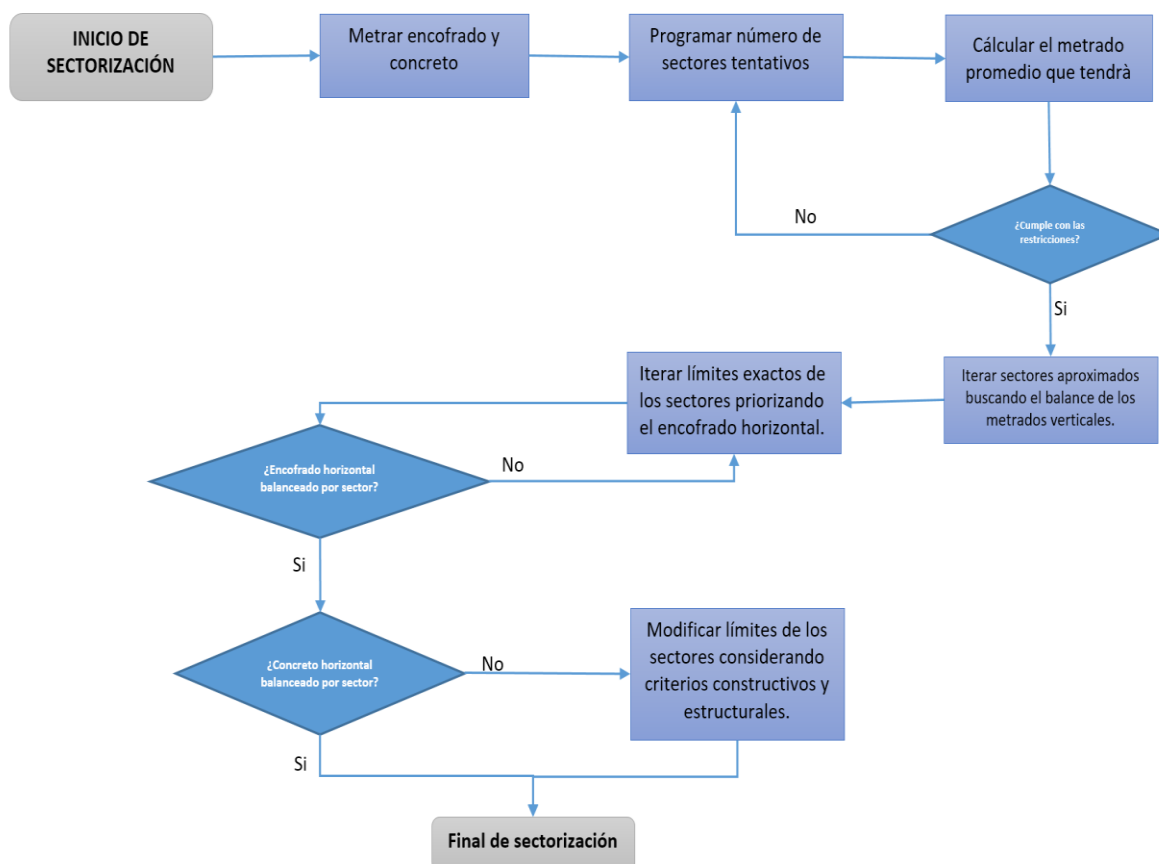 INICIO DE
SECTORIZACIÓN
Metrar encofrado y
concreto
Programar número de
sectores tentativos
Cálcular el metrado
promedio que tendrà
¿Cumple con las
restricciones?
No
Si
Iterar sectores aproximados
buscando el balance de los
metrados verticales.
Iterar límites exactos de
los sectores priorizando
el encofrado horizontal.
¿Encofrado horizontal
balanceado por sector?
No
Si
¿Concreto horizontal
balanceado por sector?
No
Modificar límites de los
sectores considerando
criterios constructivos y
estructurales.
Si
Final de sectorización